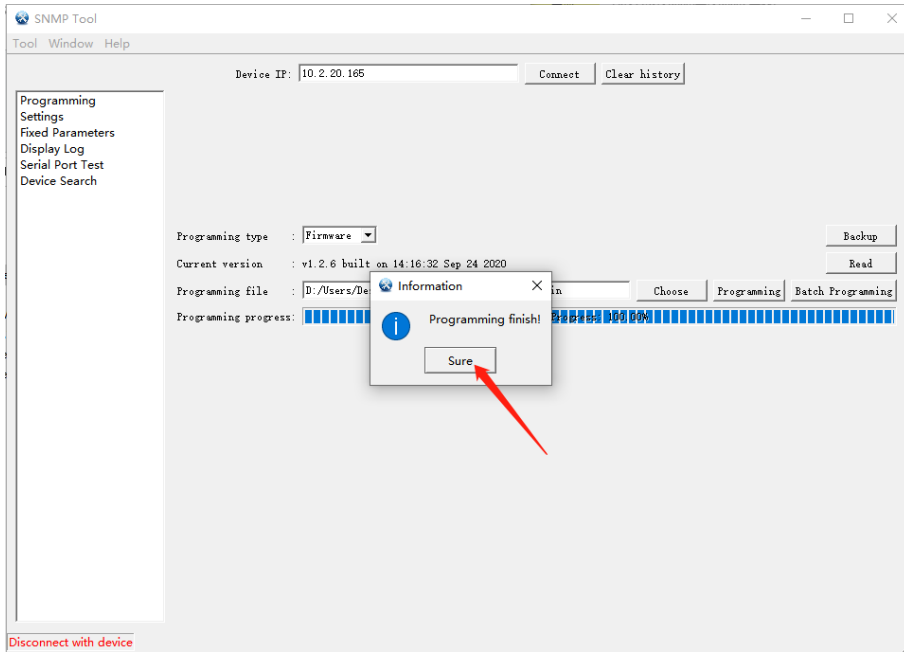 SNMP Tool
Tool Window Help
Device IP: 10.2.20.165 Connect Clear history
Programming
Settings
Fixed Parameters
Display Log
Serial Port Test
Device Search
Programming type : Firmware Backup
Current version : v1.2.6 built on 14:16:32 Sep 24 2020 Read
Programming file : D:/Users/De in Choose Programming Batch Programming
Programming progress: Progress 100.00%
Information
Programming finish!
Sure
Disconnect with device